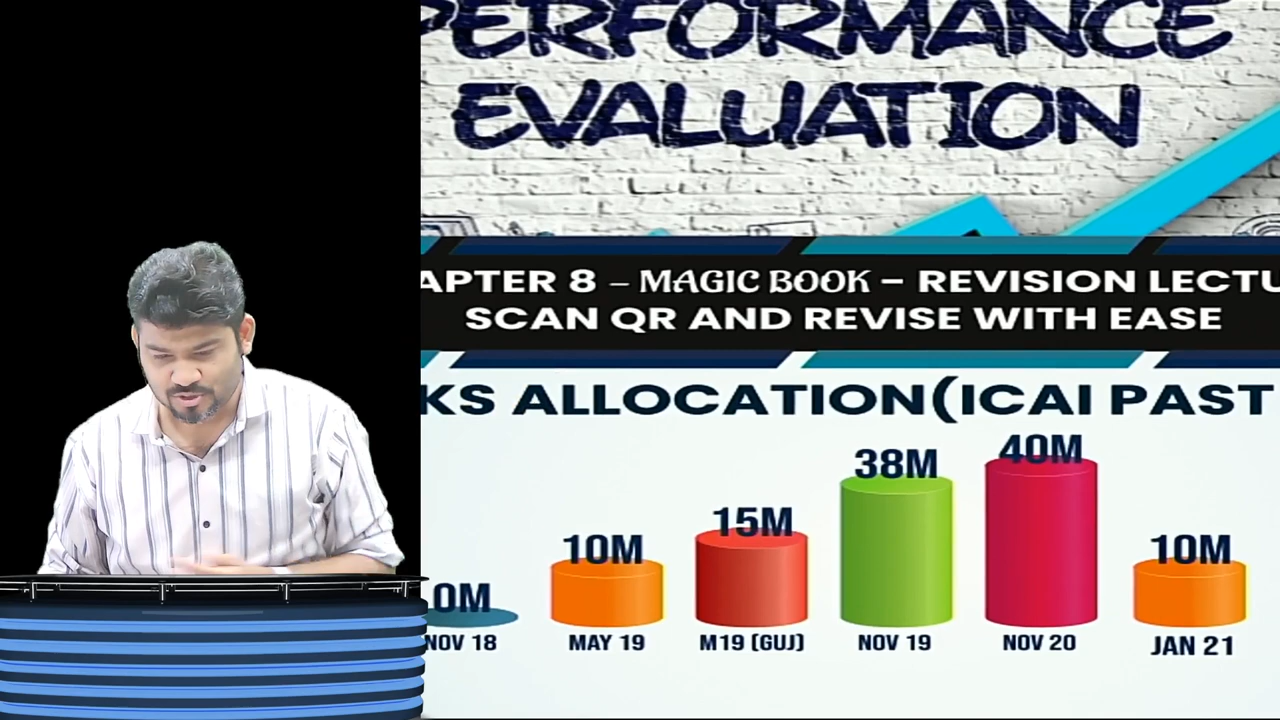 PERFORMANCE
EVALUATION
APTER 8 – MAGIC BOOK – REVISION LECTU
SCAN QR AND REVISE WITH EASE
KS ALLOCATION(ICAI PAST
0M
10M
15M
38M
40M
10M
NOV 18
MAY 19
M19 (GUJ)
NOV 19
NOV 20
JAN 21